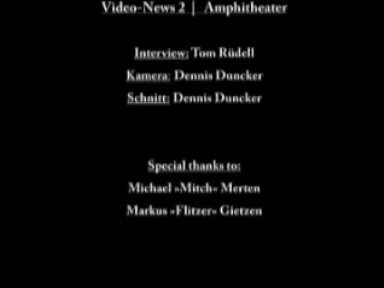 Video-News 2 | Amphitheater
Interview: Tom Rüdell
Kamera: Dennis Duncker
Schnitt: Dennis Duncker
Special thanks to:
Michael »Mitch« Merten
Markus »Flitzer« Gietzen